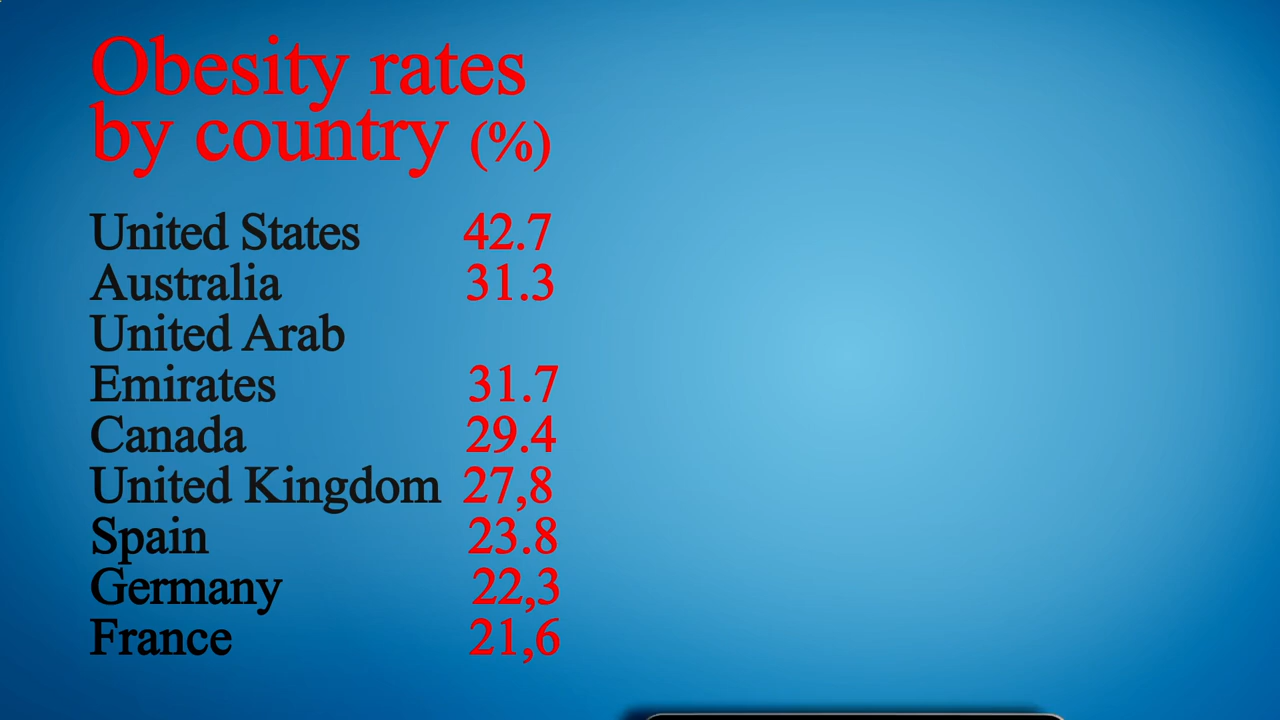 Obesity rates
by country (%)
United States 42.7
Australia 31.3
United Arab
Emirates 31.7
Canada 29.4
United Kingdom 27,8
Spain 23.8
Germany 22,3
France 21,6